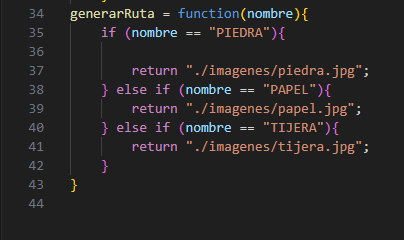 34 generarRuta = function(nombre){
35 if (nombre == "PIEDRA"){
36
37 return "./imagenes/piedra.jpg";
38 } else if (nombre == "PAPEL"){
39 return "./imagenes/papel.jpg";
40 } else if (nombre == "TIJERA"){
41 return "./imagenes/tijera.jpg";
42 }
43 }
44